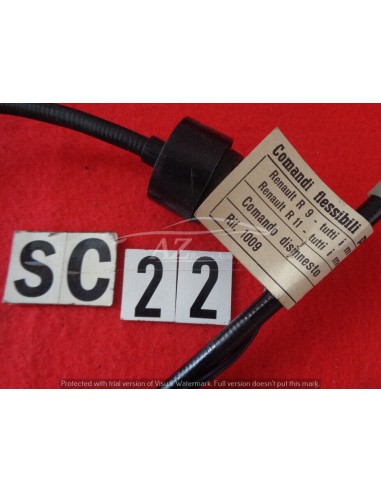 Comandi flessibili
Renault R 9 - tutti i m
Renault R 11 - tutti i m
Comando disinnesto
Rif. 1009
SC
22
AZ
Protected with trial version of Visual Watermark. Full version doesn't put this mark.